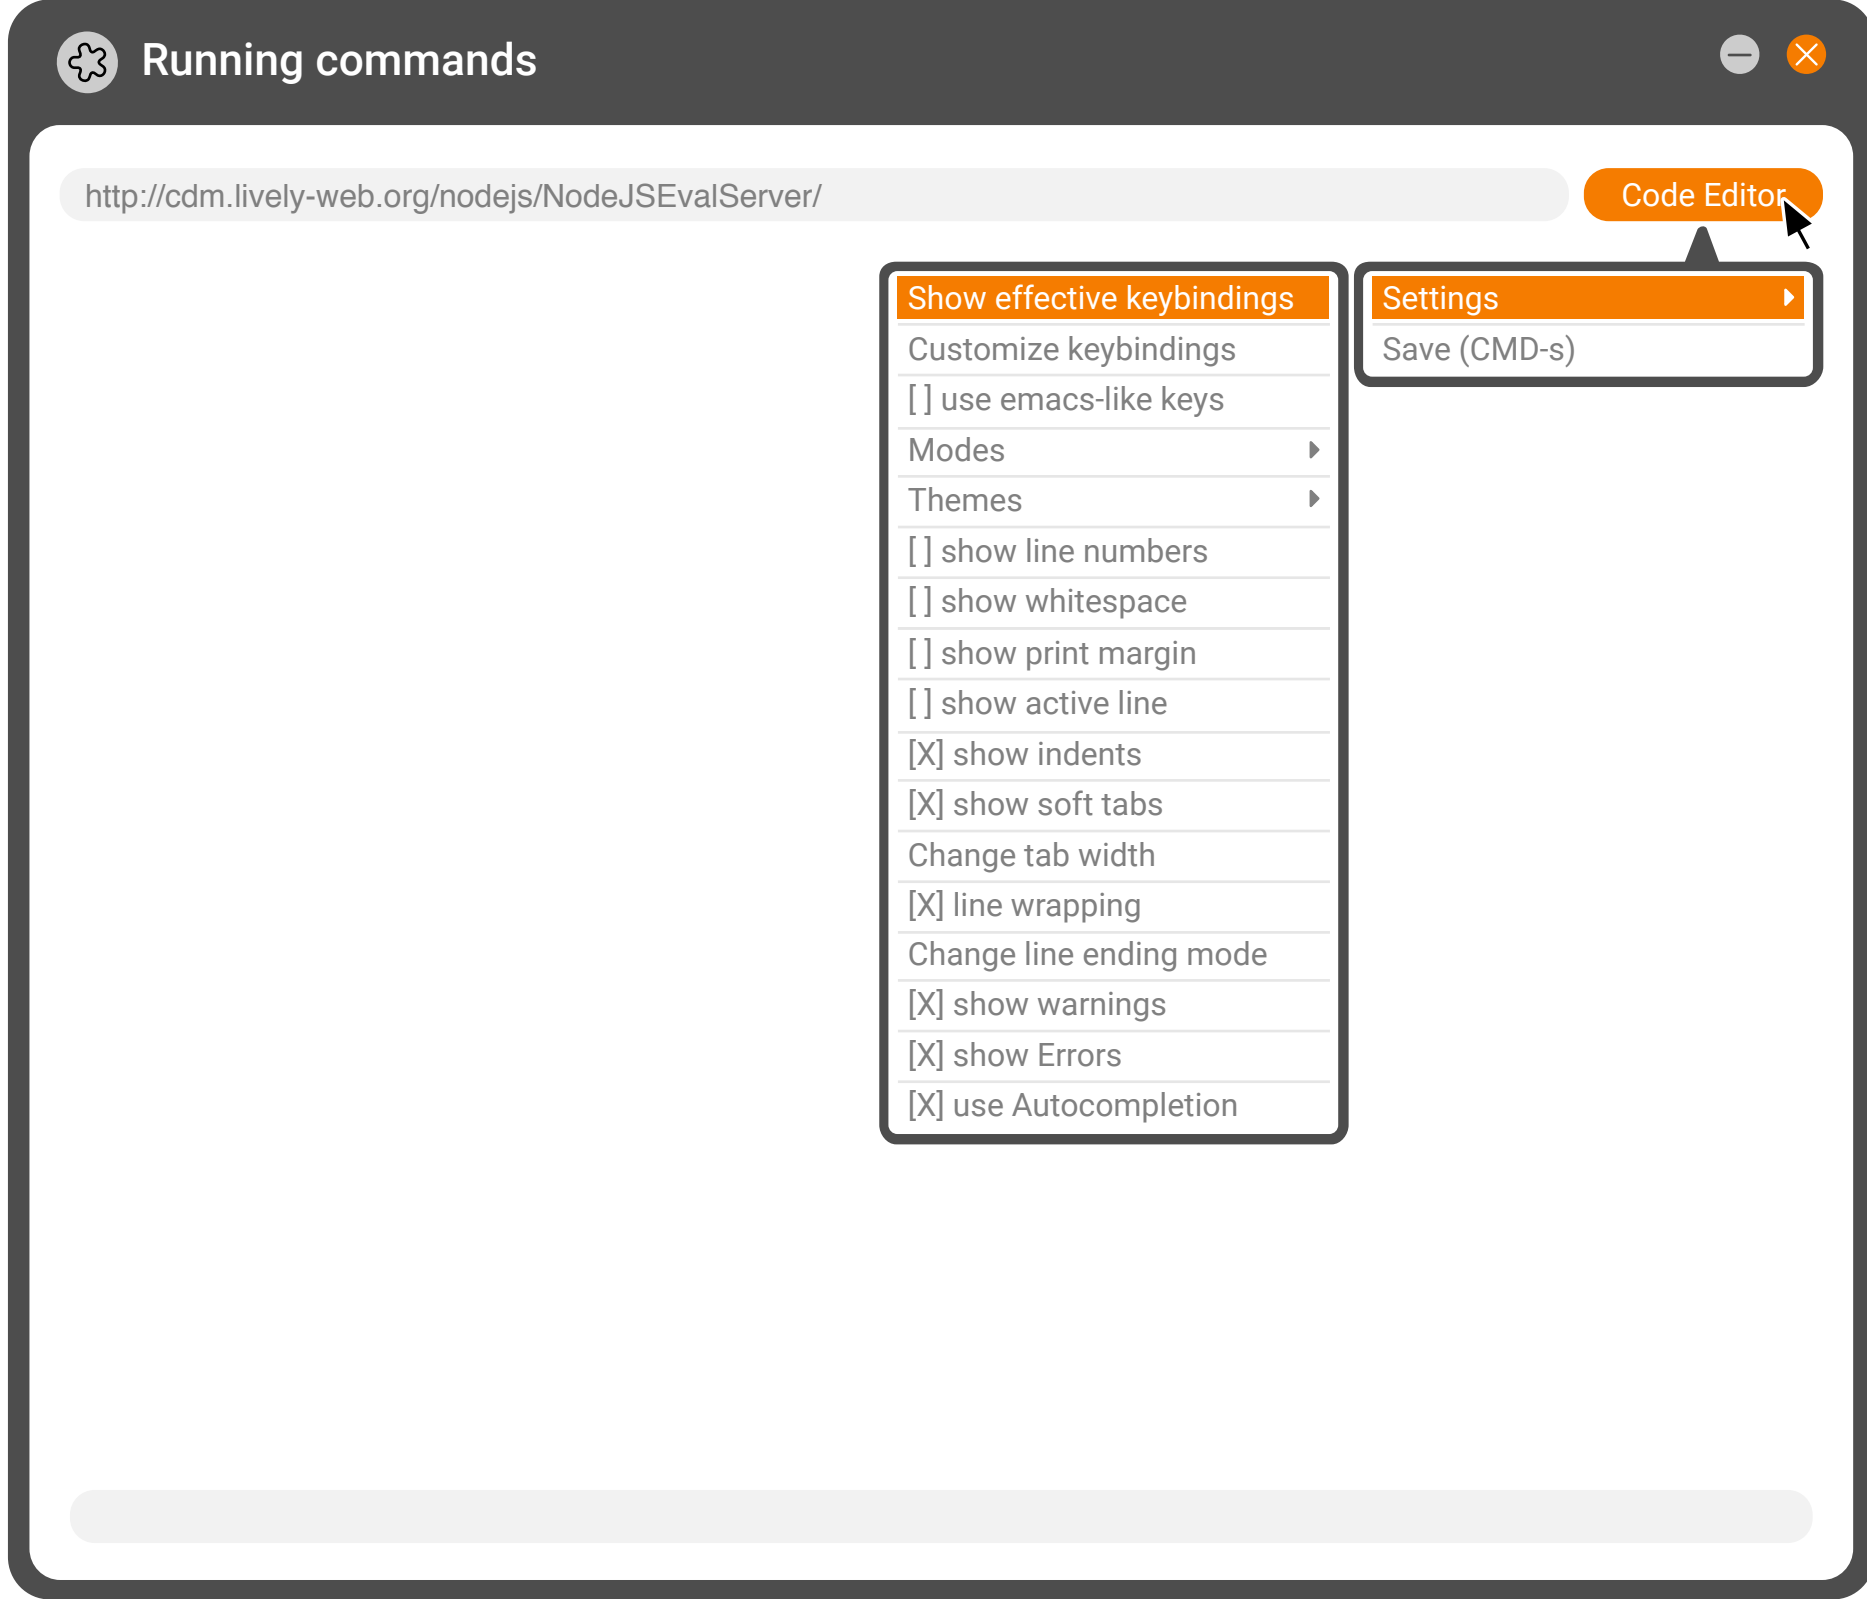 Running commands
http://cdm.lively-web.org/nodejs/NodeJSEvalServer/
Code Editor
Show effective keybindings
Customize keybindings
[ ] use emacs-like keys
Modes
Themes
[ ] show line numbers
[ ] show whitespace
[ ] show print margin
[ ] show active line
[X] show indents
[X] show soft tabs
Change tab width
[X] line wrapping
Change line ending mode
[X] show warnings
[X] show Errors
[X] use Autocompletion
Settings
Save (CMD-s)